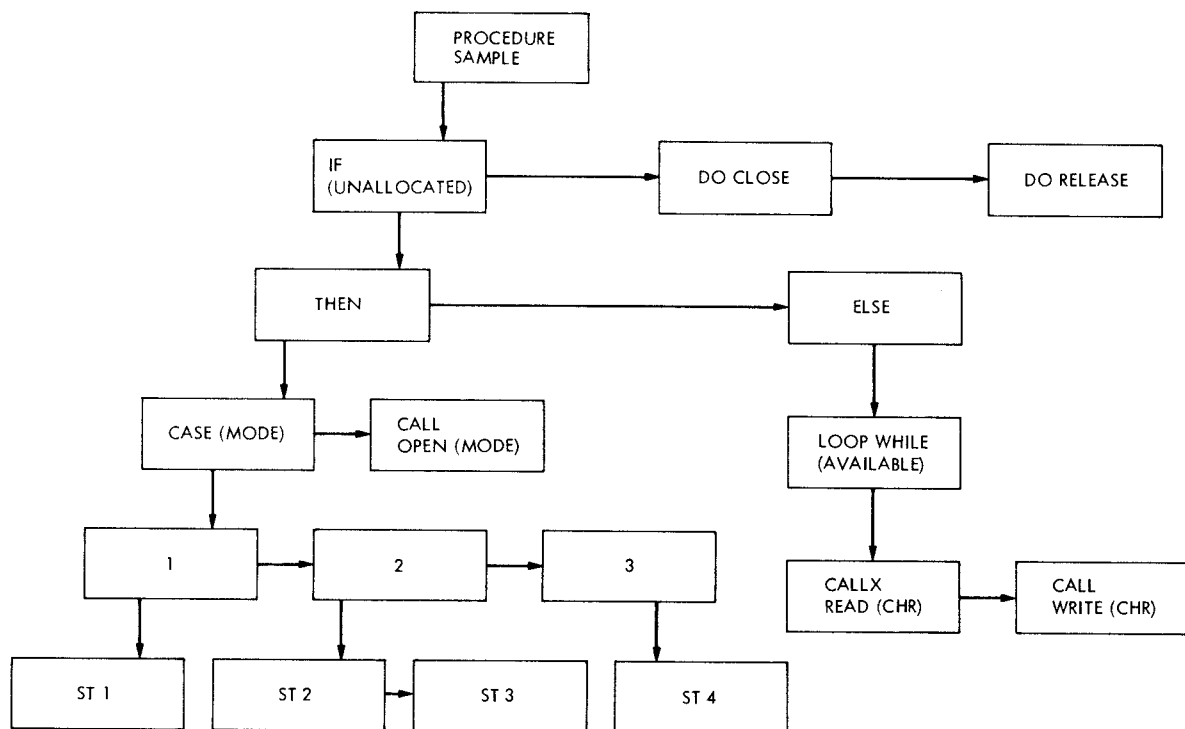 PROCEDURE
SAMPLE
IF
(UNALLOCATED)
DO CLOSE
DO RELEASE
THEN
ELSE
CASE (MODE)
CALL
OPEN (MODE)
LOOP WHILE
(AVAILABLE)
1
2
3
CALLX
READ (CHR)
CALL
WRITE (CHR)
ST 1
ST 2
ST 3
ST 4